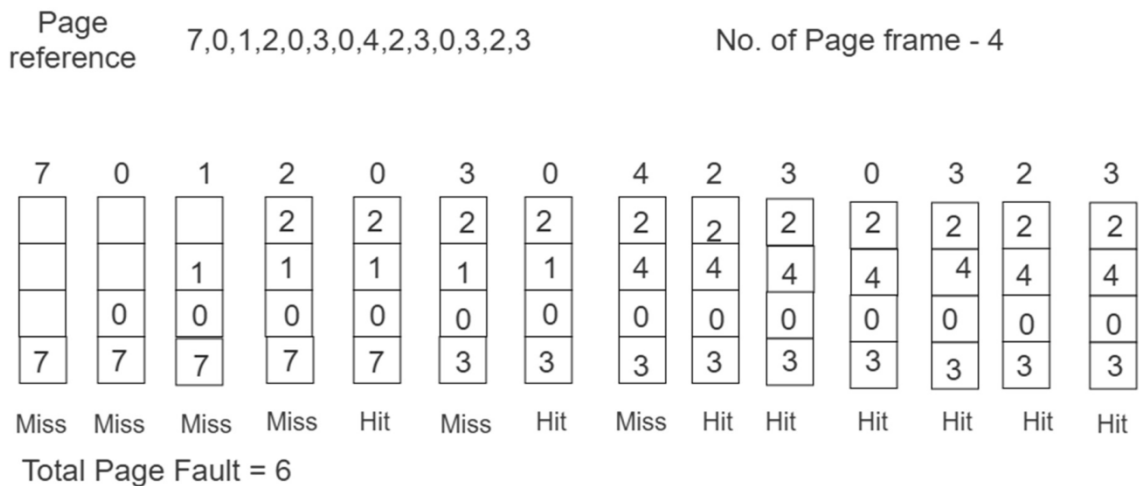 Page
reference
7,0,1,2,0,3,0,4,2,3,0,3,2,3
No. of Page frame - 4
7 0 1 2 0 3 0 4 2 3 0 3 2 3
2 2 2 2 2 2 2 2 2 2 2
1 1 1 1 1 4 4 4 4 4 4 4
0 0 0 0 0 0 0 0 0 0 0 0 0
7 7 7 7 7 3 3 3 3 3 3 3 3 3
Miss Miss Miss Miss Hit Miss Hit Miss Hit Hit Hit Hit Hit Hit
Total Page Fault = 6